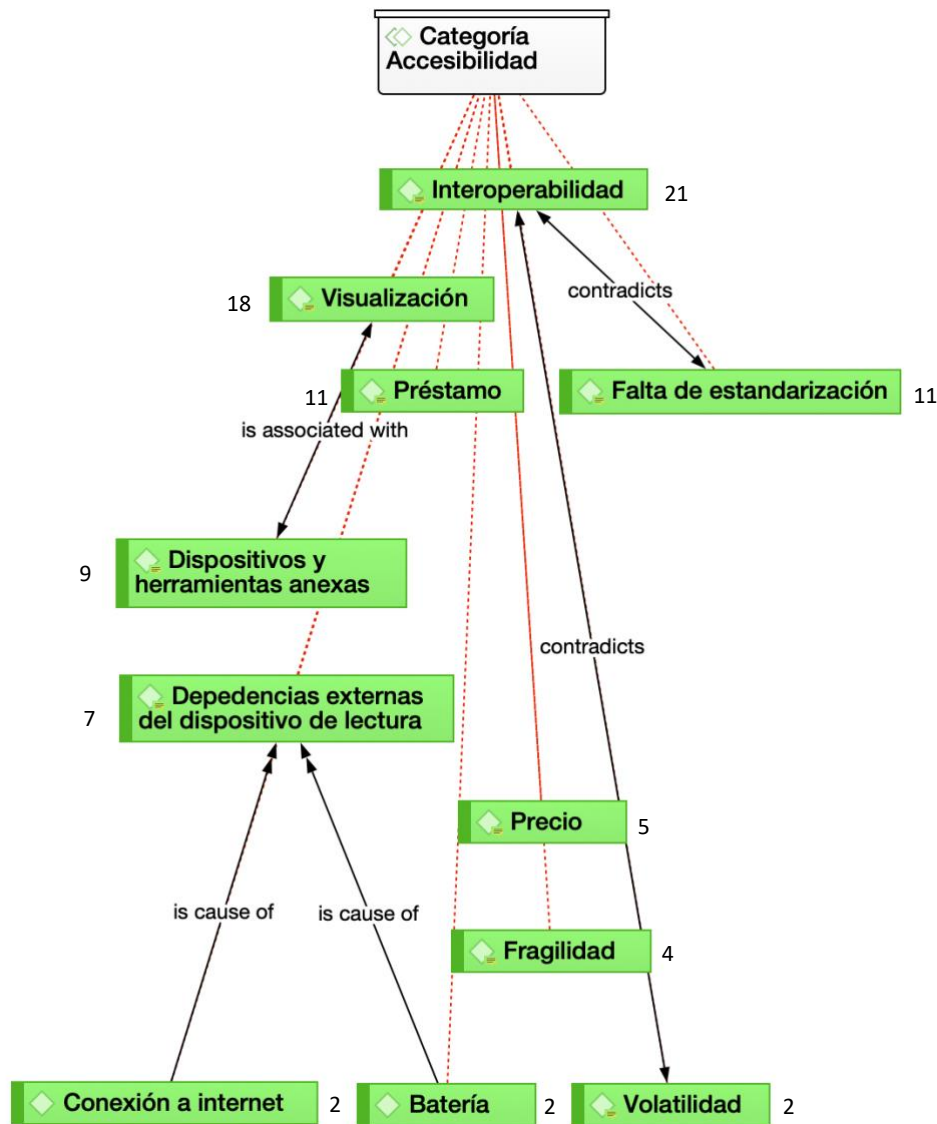 Categoría
Accesibilidad
Interoperabilidad 21
18 Visualización
contradicts
11 Préstamo
Falta de estandarización 11
is associated with
9 Dispositivos y
herramientas anexas
contradicts
7 Depedencias externas
del dispositivo de lectura
Precio 5
is cause of
is cause of
Fragilidad 4
Conexión a internet 2
Batería 2
Volatilidad 2